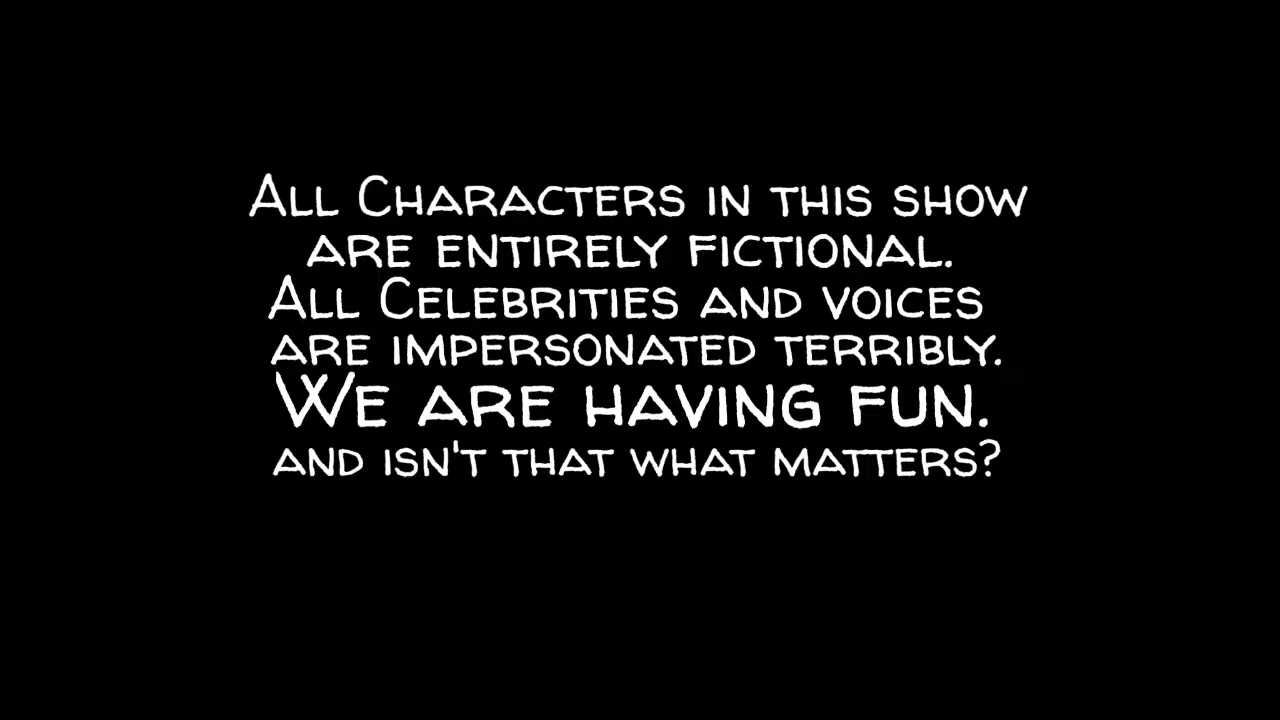 All Characters in this show
are entirely fictional.
All Celebrities and voices
are impersonated terribly.
We are having fun.
and isn't that what matters?